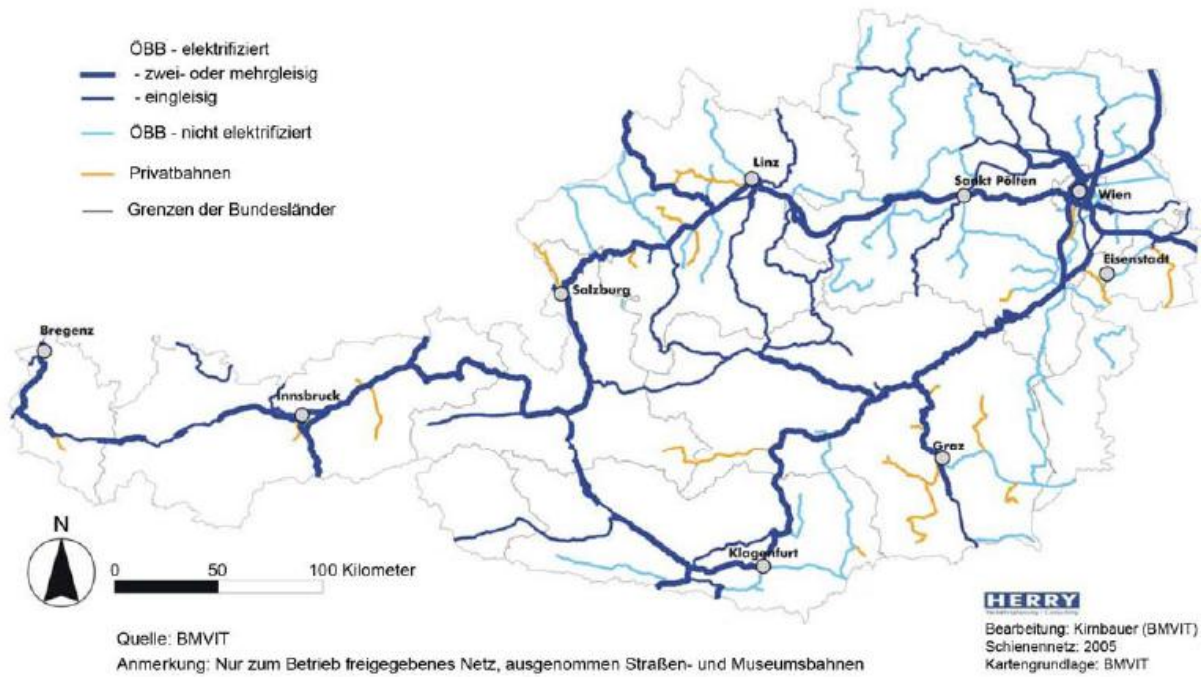 ÖBB - elektrifiziert
- zwei- oder mehrgleisig
- eingleisig
ÖBB - nicht elektrifiziert
Privatbahnen
Grenzen der Bundesländer
Linz
Sankt Pölten
Wien
Eisenstadt
Salzburg
Bregenz
Innsbruck
Graz
Klagenfurt
N
0 50 100 Kilometer
HERRY
Bearbeitung: Kirnbauer (BMVIT)
Schienennetz: 2005
Kartengrundlage: BMVIT
Quelle: BMVIT
Anmerkung: Nur zum Betrieb freigegebenes Netz, ausgenommen Straßen- und Museumsbahnen